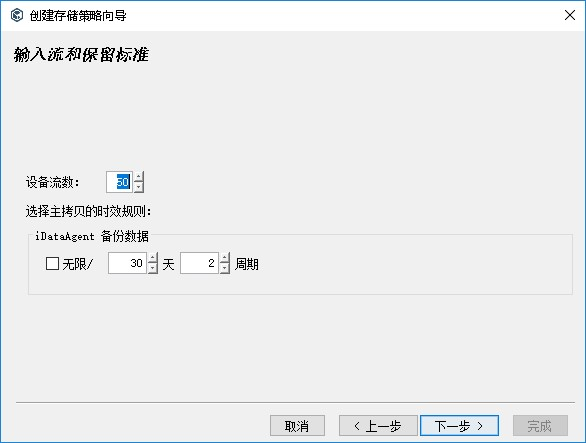 创建存储策略向导
输入流和保留标准
设备流数： 50
选择主拷贝的时效规则：
iDataAgent 备份数据
无限/ 30 天 2 周期
取消 < 上一步 下一步 > 完成